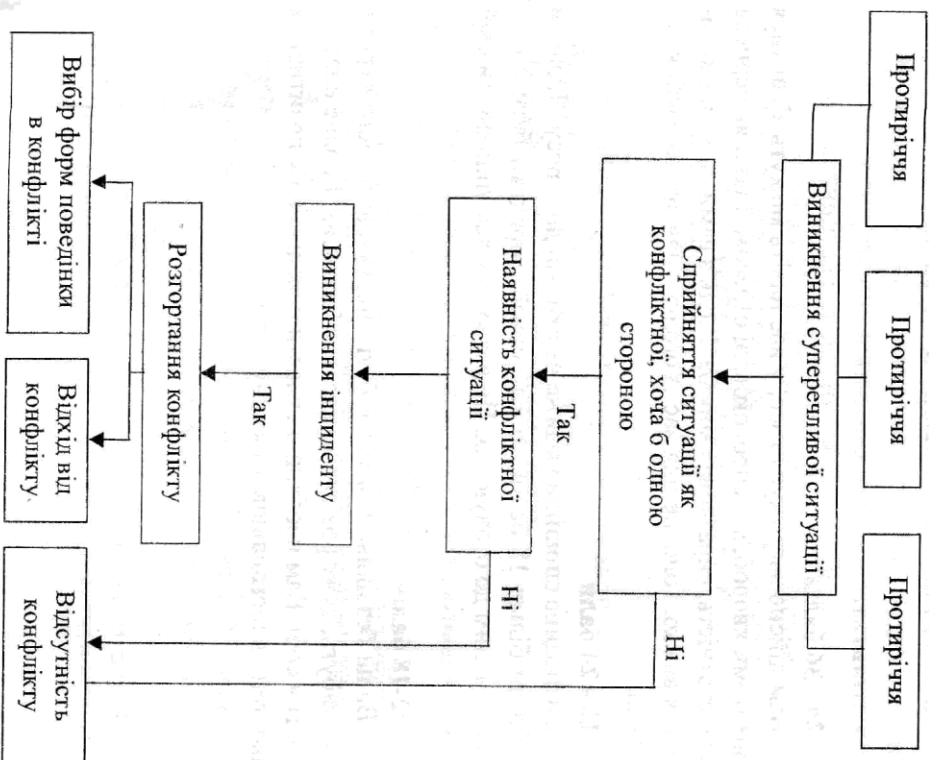 Протиріччя
Протиріччя
Протиріччя
Виникнення суперечливої ситуації
Сприйняття ситуації як
конфліктної, хоча б одною
стороною
Ні
Так
Наявність конфліктної
ситуації
Ні
Виникнення інциденту
Так
Розгортання конфлікту
Вибір форм поведінки
в конфлікті
Відхід від
конфлікту
Відсутність
конфлікту